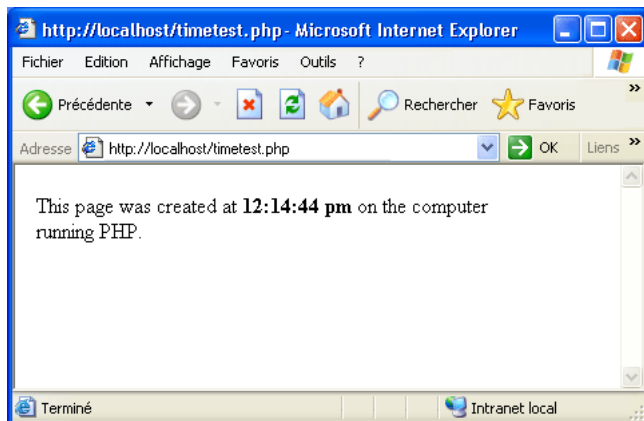 http://localhost/timetest.php - Microsoft Internet Explorer
Fichier Edition Affichage Favoris Outils ?
Précédente Rechercher Favoris »
Adresse http://localhost/timetest.php OK Liens »
This page was created at 12:14:44 pm on the computer
running PHP.
Terminé Intranet local